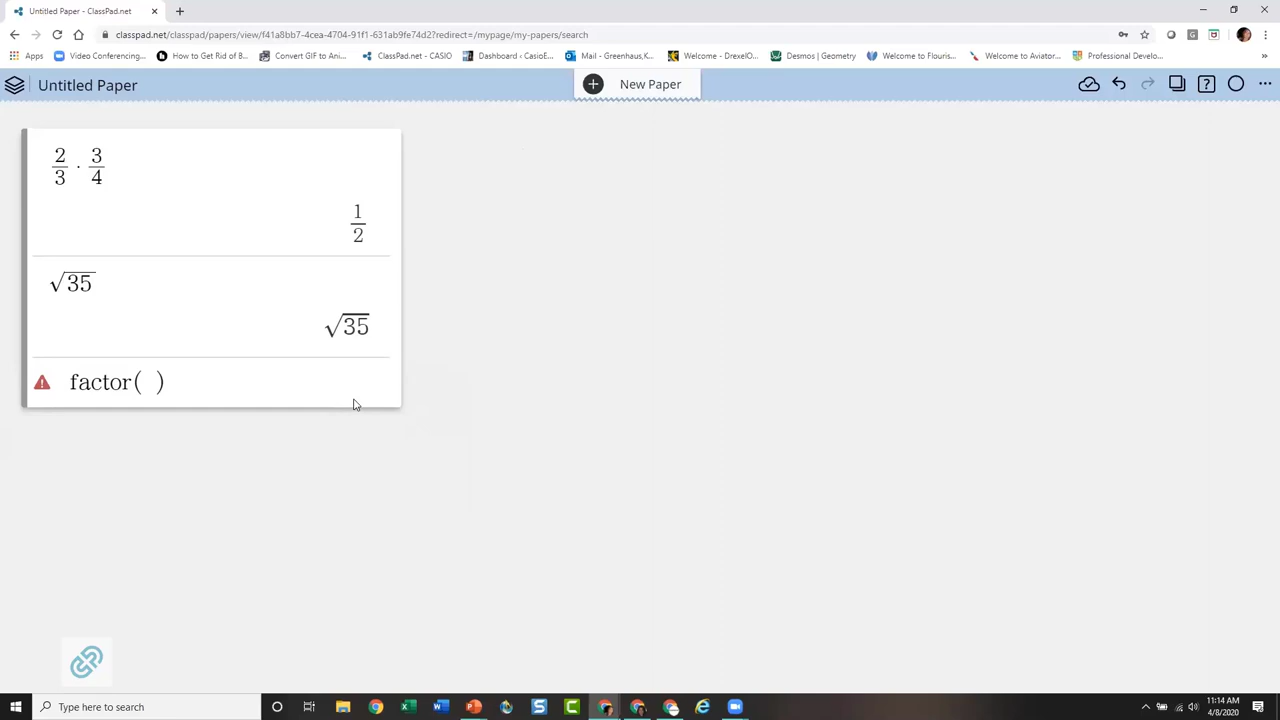 Untitled Paper - ClassPad.net
classpad.net/classpad/papers/view/f41a8bb7-4cea-4704-91f1-631ab9fe74d2?redirect=/mypage/my-papers/search
Apps Video Conferencing... How to Get Rid of 8... Convert GIF to Ani... ClassPad.net - CASIO Dashboard ‹ CasioE... Mail - Greenhaus,K... Welcome - DrexelO... Desmos | Geometry Welcome to Flouris... Welcome to Aviator... Professional Develo... »
Untitled Paper
New Paper
2/3 · 3/4
1/2
√35
√35
factor( )
Type here to search
11:14 AM
4/8/2020